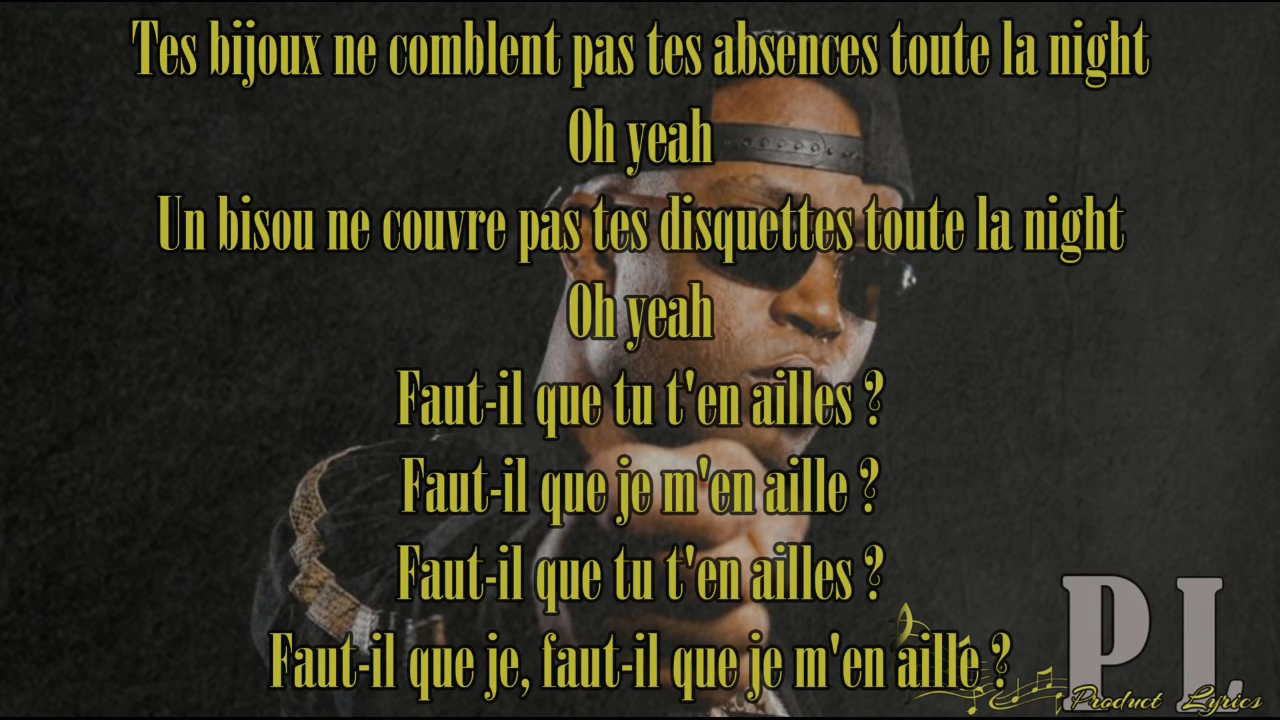 Tes bijoux ne comblent pas tes absences toute la night
Oh yeah
Un bisou ne couvre pas tes disquettes toute la night
Oh yeah
Faut-il que tu t'en ailles ?
Faut-il que je m'en aille ?
Faut-il que tu t'en ailles ?
Faut-il que je, faut-il que je m'en aille ?
PL
Product Lyrics